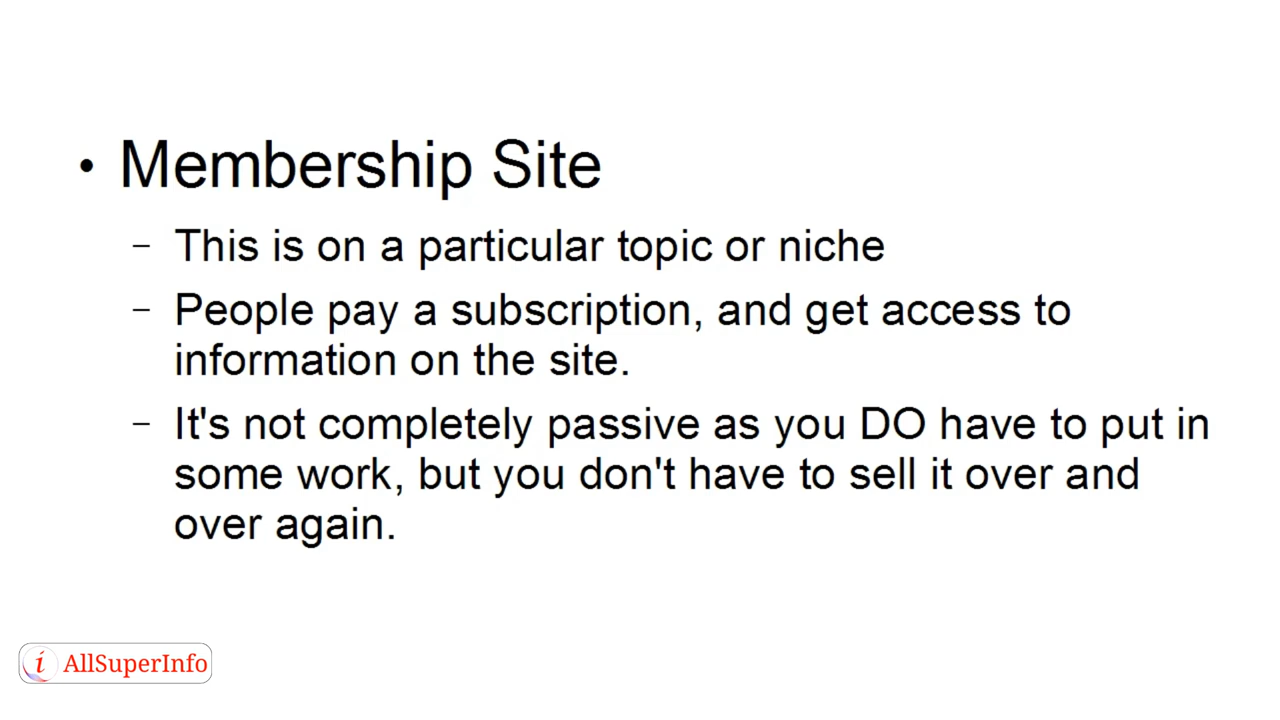 • Membership Site
– This is on a particular topic or niche
– People pay a subscription, and get access to
information on the site.
– It's not completely passive as you DO have to put in
some work, but you don't have to sell it over and
over again.
i AllSuperInfo